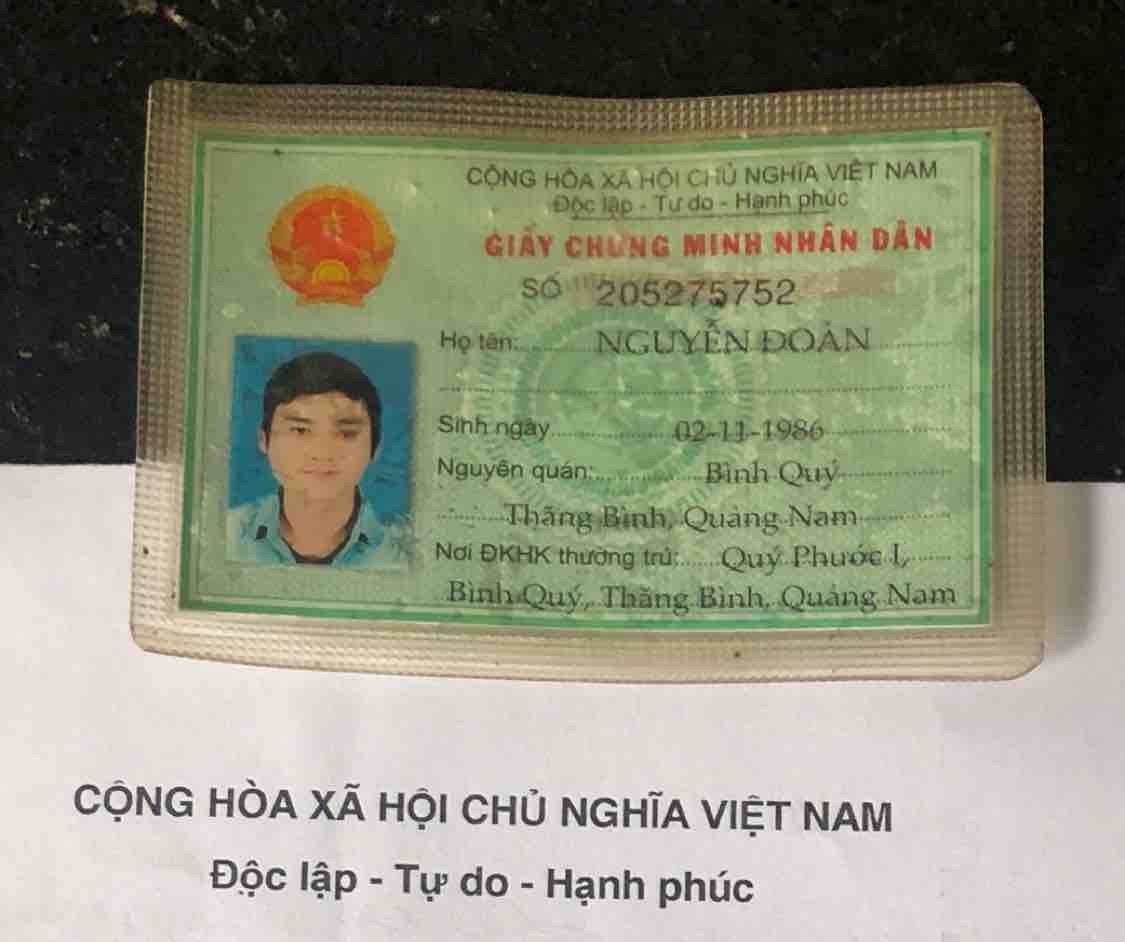 CỘNG HÒA XÃ HỘI CHỦ NGHĨA VIỆT NAM
Độc lập - Tự do - Hạnh phúc
GIẤY CHỨNG MINH NHÂN DÂN
SỐ 205275752
Họ tên: NGUYỄN ĐOÀN
Sinh ngày 02-11-1986
Nguyên quán: Bình Quý
Thăng Bình, Quảng Nam
Nơi ĐKHK thường trú: Quý Phước I,
Bình Quý, Thăng Bình, Quảng Nam
CỘNG HÒA XÃ HỘI CHỦ NGHĨA VIỆT NAM
Độc lập - Tự do - Hạnh phúc